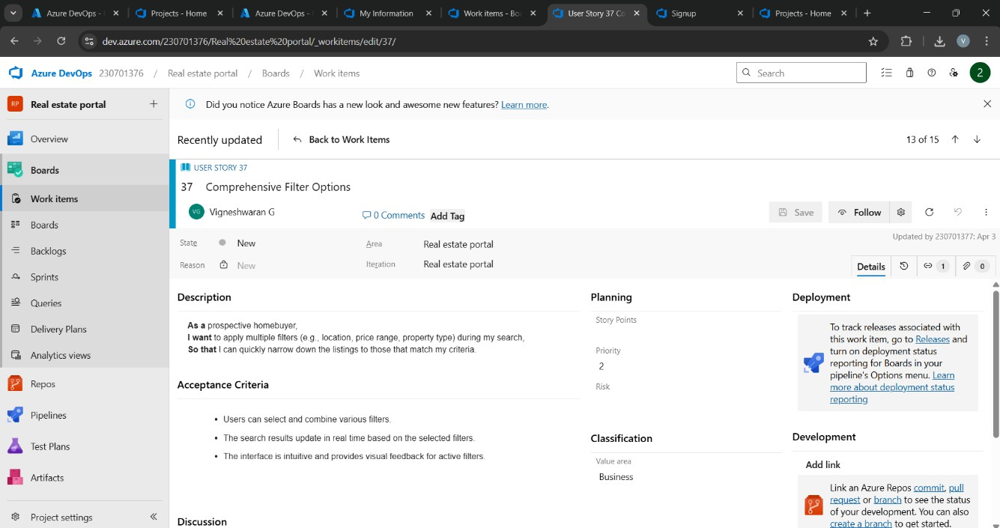 Azure DevOps -
Projects - Home
Azure DevOps -
My Information
Work items - Bo
User Story 37 Co
Signup
Projects - Home
dev.azure.com/230701376/Real%20estate%20portal/_workitems/edit/37/
V
Azure DevOps 230701376 / Real estate portal / Boards / Work items
Search
2
RP Real estate portal
Did you notice Azure Boards has a new look and awesome new features? Learn more.
Overview
Boards
Work items
Boards
Backlogs
Sprints
Queries
Delivery Plans
Analytics views
Repos
Pipelines
Test Plans
Artifacts
Project settings
Recently updated
Back to Work Items
13 of 15
USER STORY 37
37 Comprehensive Filter Options
VG Vigneshwaran G
0 Comments
Add Tag
Save
Follow
State New
Area Real estate portal
Updated by 230701377: Apr 3
Reason New
Iteration Real estate portal
Details
1
0
Description
As a prospective homebuyer,
I want to apply multiple filters (e.g., location, price range, property type) during my search,
So that I can quickly narrow down the listings to those that match my criteria.
Acceptance Criteria
• Users can select and combine various filters.
• The search results update in real time based on the selected filters.
• The interface is intuitive and provides visual feedback for active filters.
Discussion
Planning
Story Points
Priority
2
Risk
Classification
Value area
Business
Deployment
To track releases associated with
this work item, go to Releases and
turn on deployment status
reporting for Boards in your
pipeline's Options menu. Learn
more about deployment status
reporting
Development
Add link
Link an Azure Repos commit, pull
request or branch to see the status
of your development. You can also
create a branch to get started.